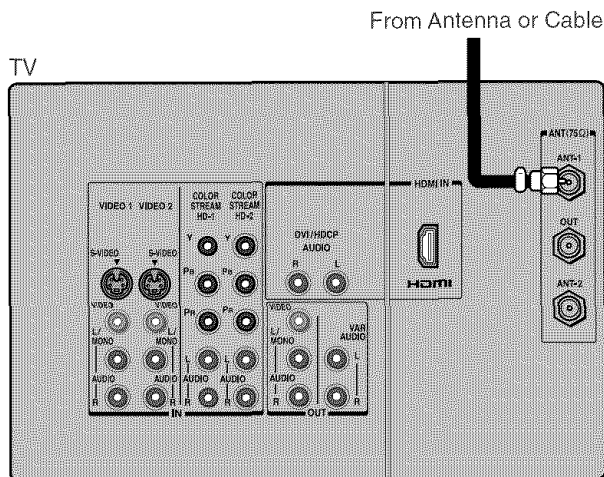 From Antenna or Cable
TV
ANT(75Ω)
ANT-1
HDMI IN
VIDEO 1 VIDEO 2
COLOR STREAM HD-1
COLOR STREAM HD-2
DVI/HDCP AUDIO
R L
HDMI
OUT
ANT-2
S-VIDEO S-VIDEO
Y Y
PB PB
PR PR
VIDEO VIDEO
L/MONO L/MONO
L L
AUDIO AUDIO AUDIO AUDIO
R R R R
IN
VIDEO
L/MONO
VAR AUDIO
L
AUDIO
R R
OUT